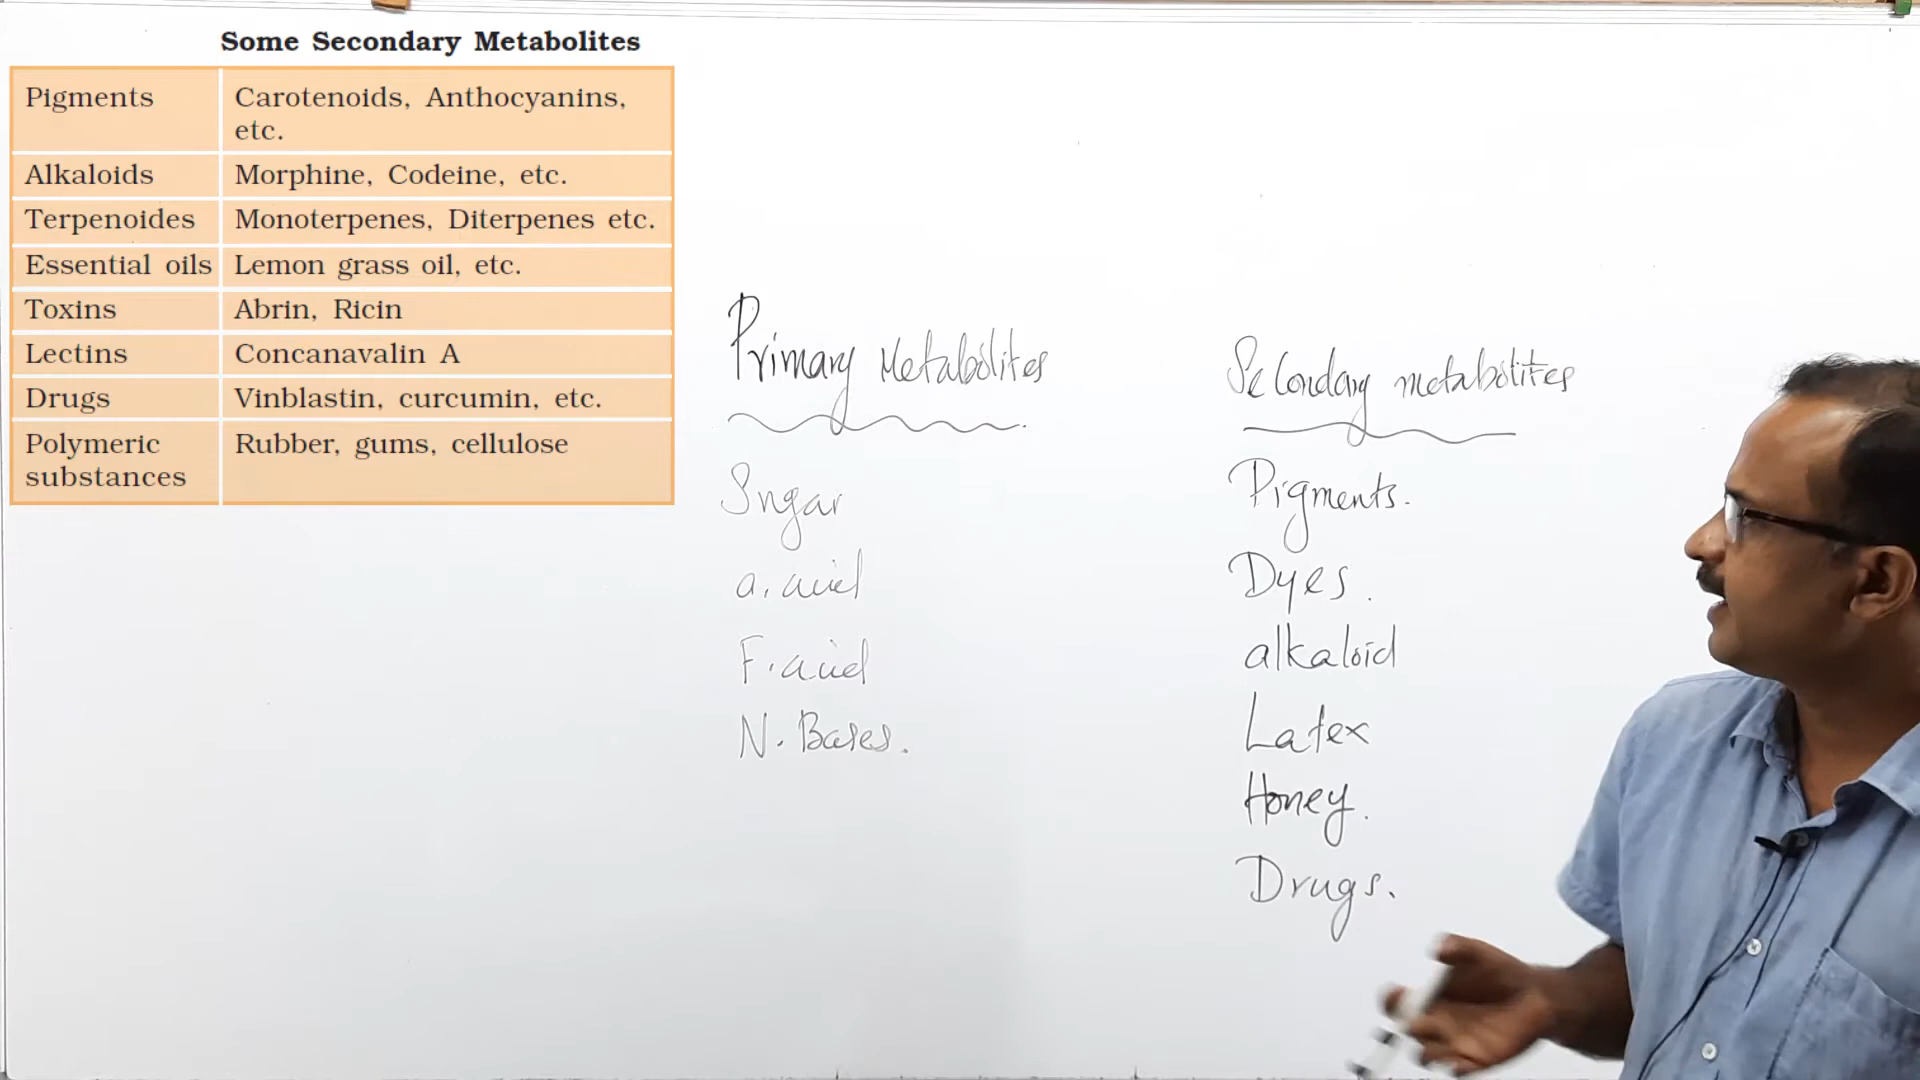 Some Secondary Metabolites
Pigments Carotenoids, Anthocyanins,
etc.
Alkaloids Morphine, Codeine, etc.
Terpenoides Monoterpenes, Diterpenes etc.
Essential oils Lemon grass oil, etc.
Toxins Abrin, Ricin
Lectins Concanavalin A
Drugs Vinblastin, curcumin, etc.
Polymeric Rubber, gums, cellulose
substances
Primary Metabolites
Sugar
a. acid
F. acid
N. Bases.
Secondary metabolites
Pigments.
Dyes.
alkaloid
Latex
Honey.
Drugs.